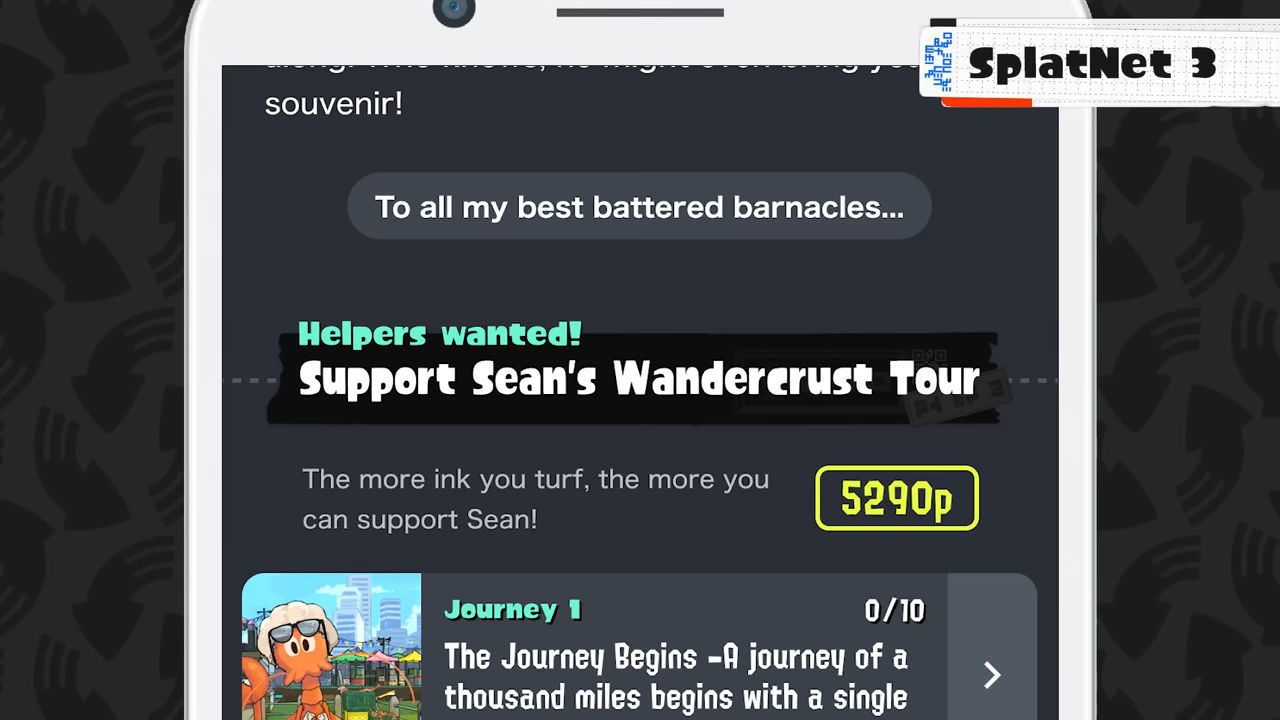 SplatNet 3
souvenir!
To all my best battered barnacles...
Helpers wanted!
Support Sean's Wandercrust Tour
The more ink you turf, the more you
can support Sean!
5290p
Journey 1
0/10
The Journey Begins -A journey of a
thousand miles begins with a single